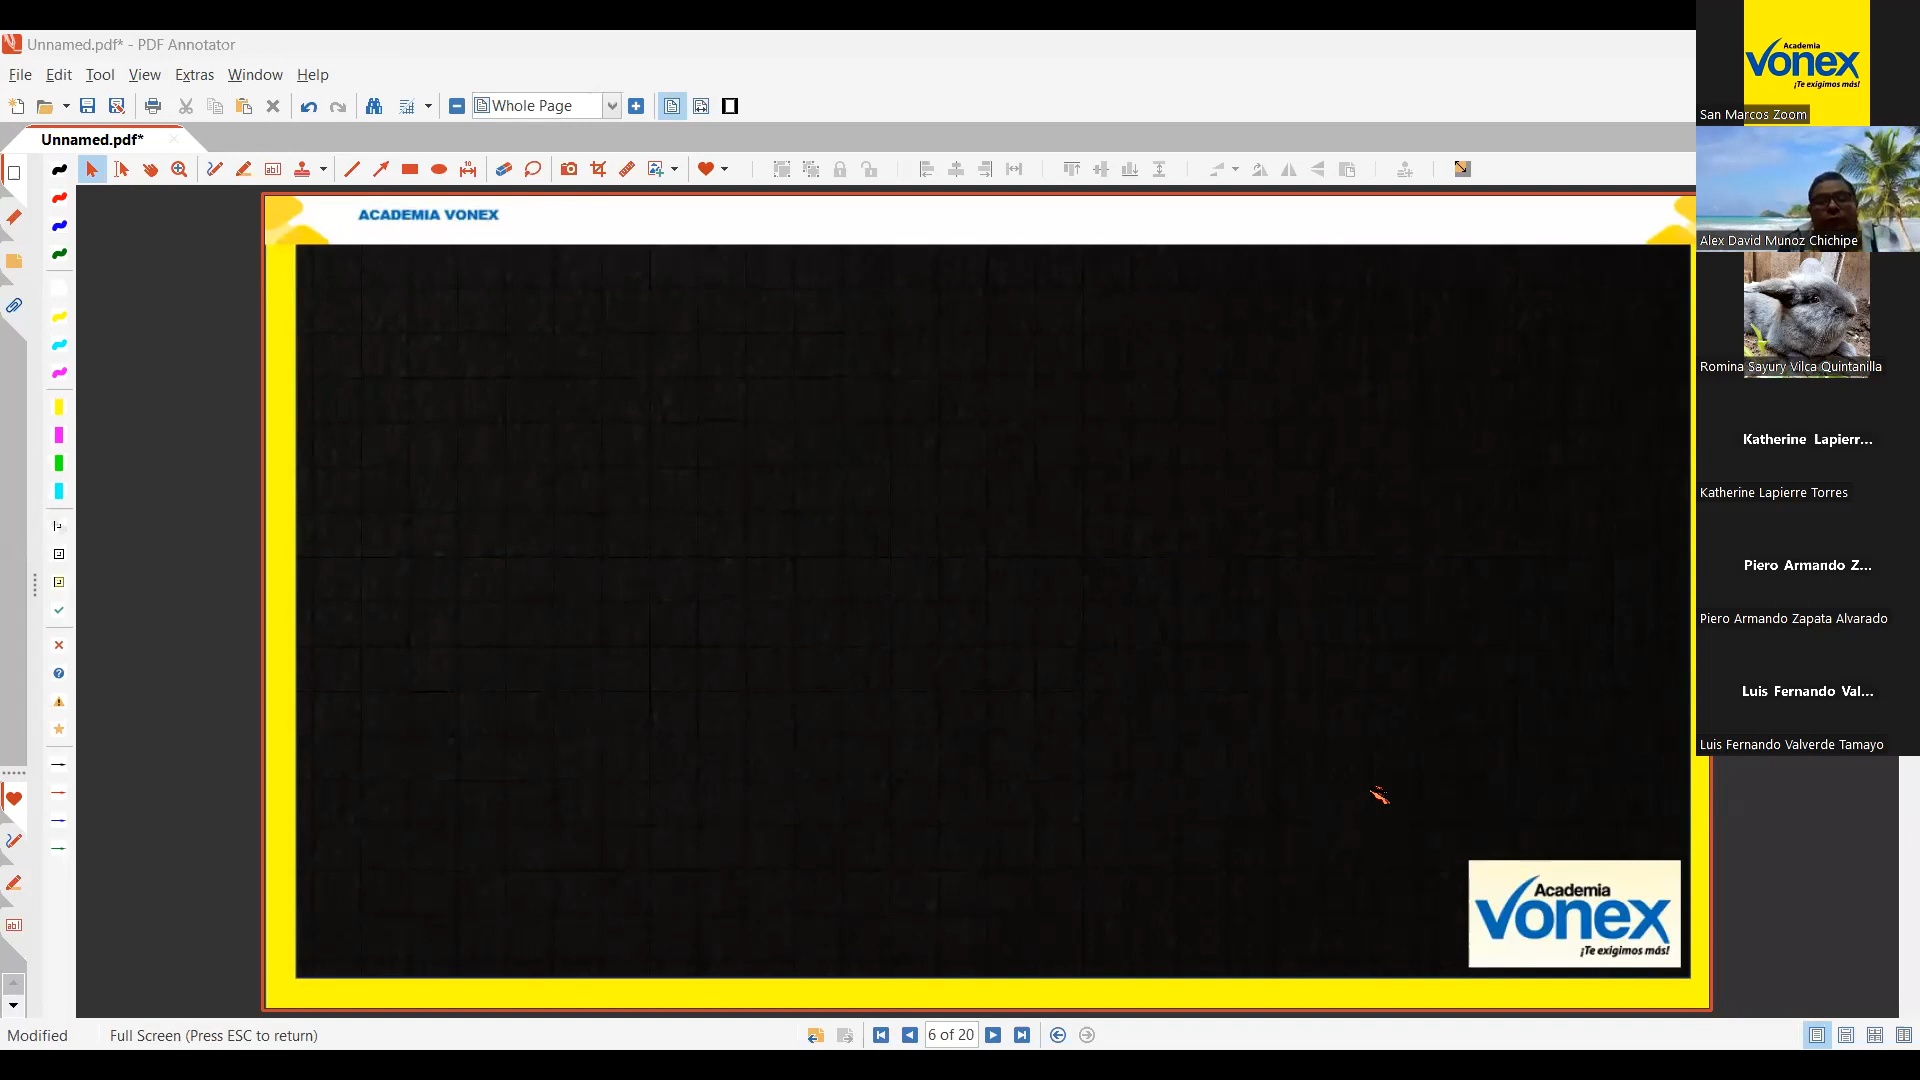 Unnamed.pdf* - PDF Annotator
File Edit Tool View Extras Window Help
Whole Page
Unnamed.pdf*
ACADEMIA VONEX
Academia
Vonex
¡Te exigimos más!
San Marcos Zoom
Alex David Munoz Chichipe
Romina Sayury Vilca Quintanilla
Katherine Lapierr...
Katherine Lapierre Torres
Piero Armando Z...
Piero Armando Zapata Alvarado
Luis Fernando Val...
Luis Fernando Valverde Tamayo
Academia
Vonex
¡Te exigimos más!
Modified
Full Screen (Press ESC to return)
6 of 20